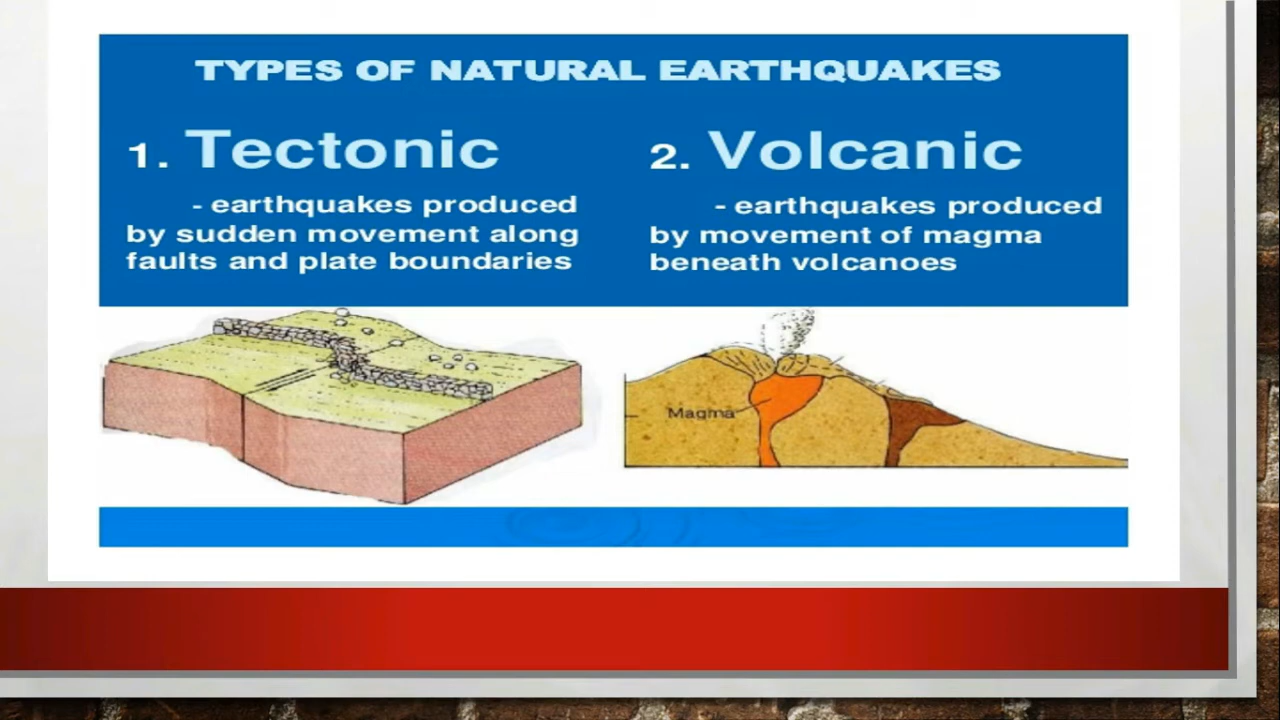 TYPES OF NATURAL EARTHQUAKES
1. Tectonic
- earthquakes produced
by sudden movement along
faults and plate boundaries
2. Volcanic
- earthquakes produced
by movement of magma
beneath volcanoes
Magma